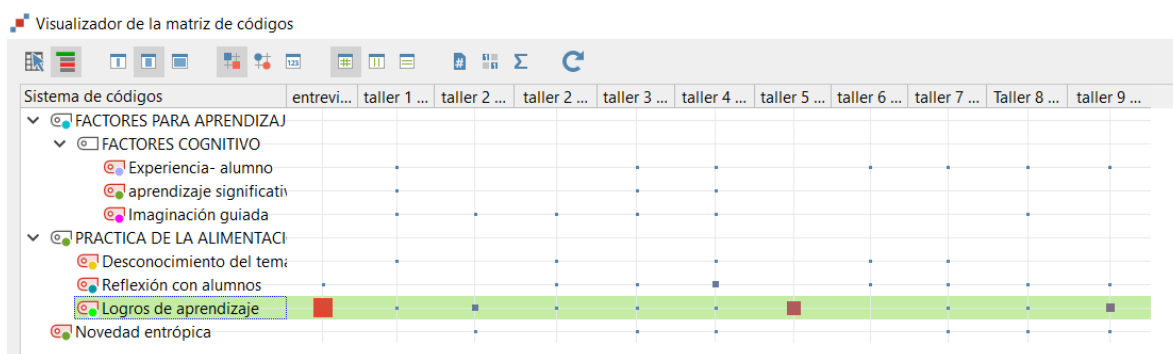 Visualizador de la matriz de códigos
123
Sistema de códigos entrevi... taller 1 ... taller 2 ... taller 2 ... taller 3 ... taller 4 ... taller 5 ... taller 6 ... taller 7 ... Taller 8 ... taller 9 ...
FACTORES PARA APRENDIZAJ
FACTORES COGNITIVO
Experiencia- alumno
aprendizaje significativ
Imaginación guiada
PRACTICA DE LA ALIMENTACI
Desconocimiento del tema
Reflexión con alumnos
Logros de aprendizaje
Novedad entrópica